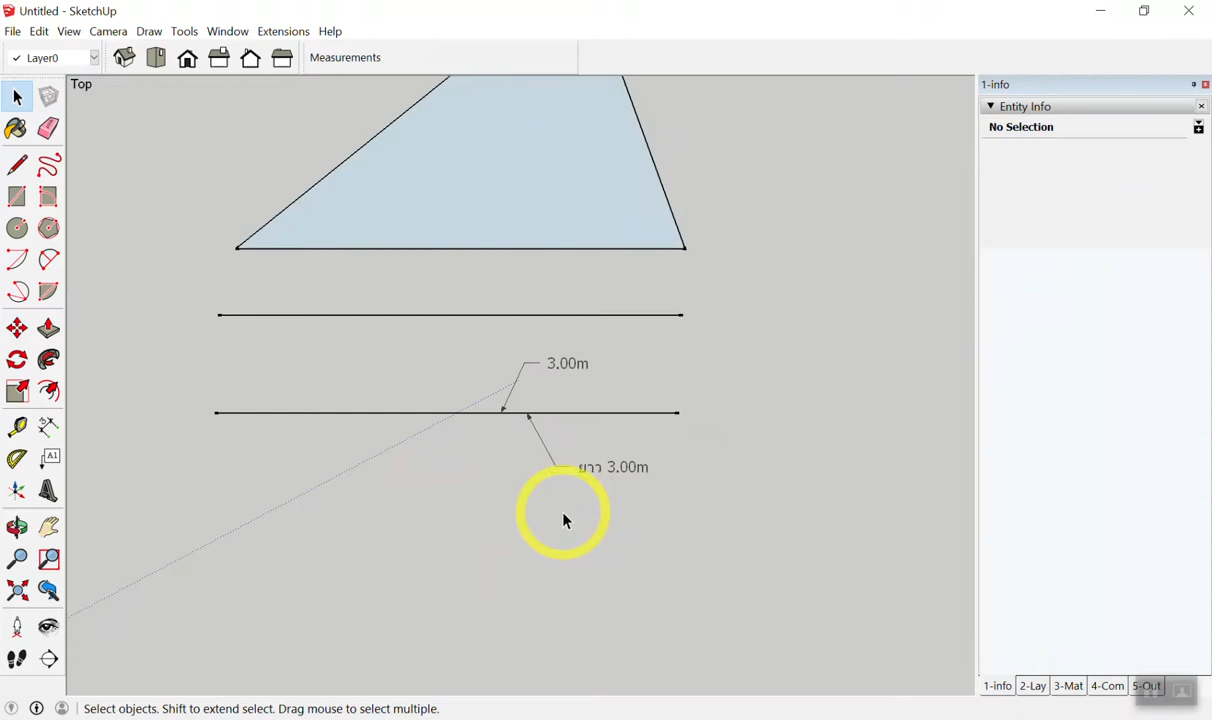 Untitled - SketchUp
File Edit View Camera Draw Tools Window Extensions Help
Layer0
Measurements
Top
1-info
Entity Info
No Selection
3.00m
A1
ยาว 3.00m
1-info 2-Lay 3-Mat 4-Com 5-Out
Select objects. Shift to extend select. Drag mouse to select multiple.